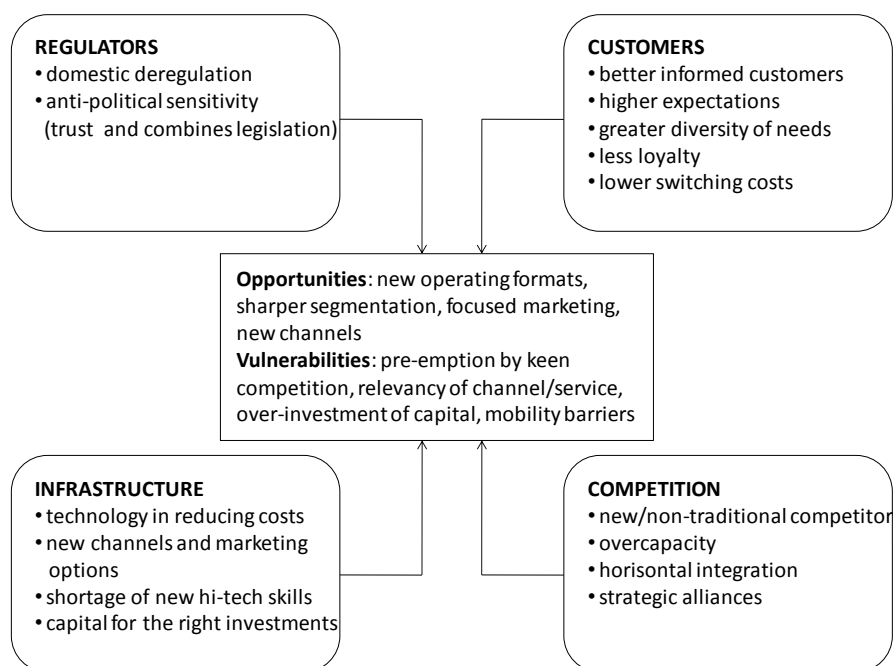 REGULATORS
• domestic deregulation
• anti-political sensitivity
(trust and combines legislation)
CUSTOMERS
• better informed customers
• higher expectations
• greater diversity of needs
• less loyalty
• lower switching costs
Opportunities: new operating formats,
sharper segmentation, focused marketing,
new channels
Vulnerabilities: pre-emption by keen
competition, relevancy of channel/service,
over-investment of capital, mobility barriers
INFRASTRUCTURE
• technology in reducing costs
• new channels and marketing
options
• shortage of new hi-tech skills
• capital for the right investments
COMPETITION
• new/non-traditional competitor
• overcapacity
• horisontal integration
• strategic alliances